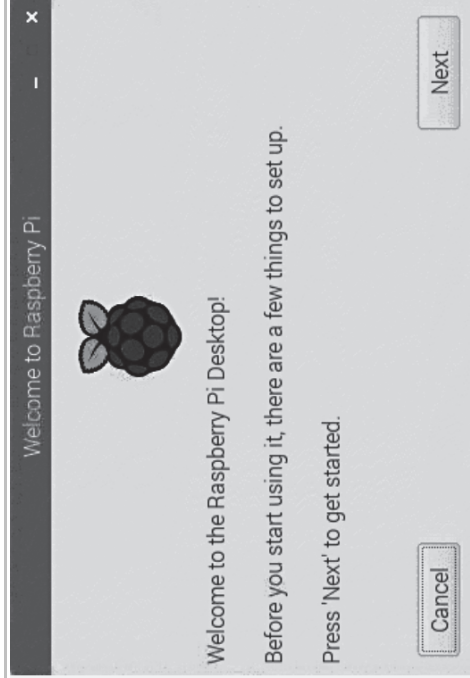 Welcome to Raspberry Pi
Welcome to the Raspberry Pi Desktop!
Before you start using it, there are a few things to set up.
Press 'Next' to get started.
Cancel
Next